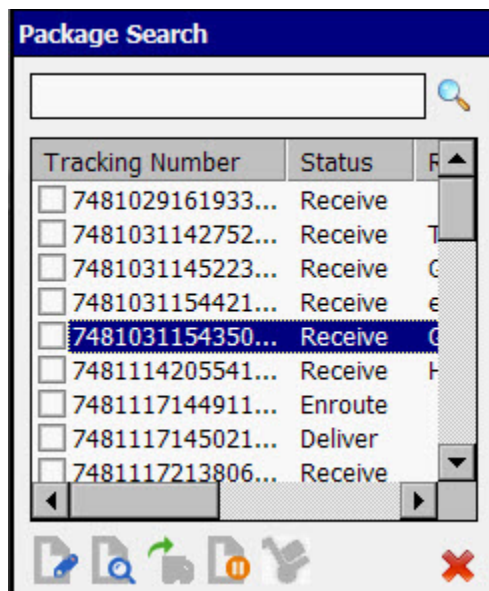 Package Search
Tracking Number Status
7481029161933... Receive
7481031142752... Receive T
7481031145223... Receive
7481031154421... Receive e
7481031154350... Receive
7481114205541... Receive H
7481117144911... Enroute
7481117145021... Deliver
7481117213806... Receive